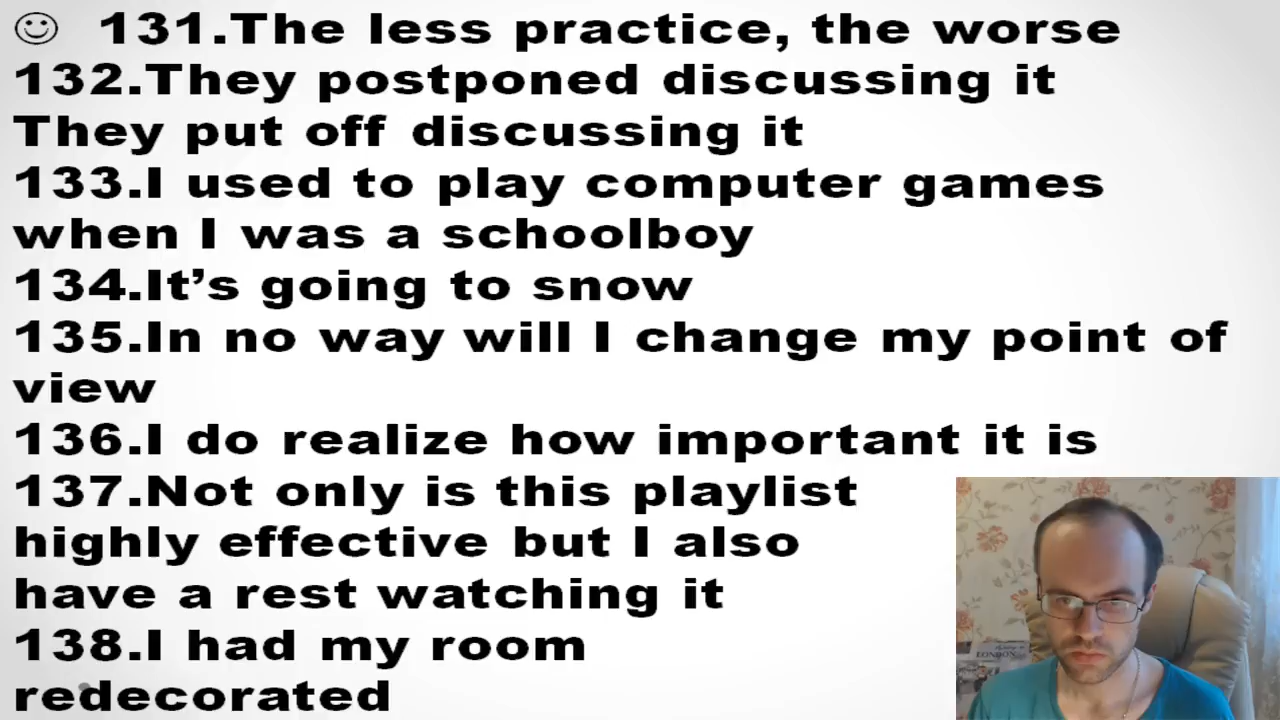 ☺ 131.The less practice, the worse
132.They postponed discussing it
They put off discussing it
133.I used to play computer games
when I was a schoolboy
134.It’s going to snow
135.In no way will I change my point of
view
136.I do realize how important it is
137.Not only is this playlist
highly effective but I also
have a rest watching it
138.I had my room
redecorated
LONDON